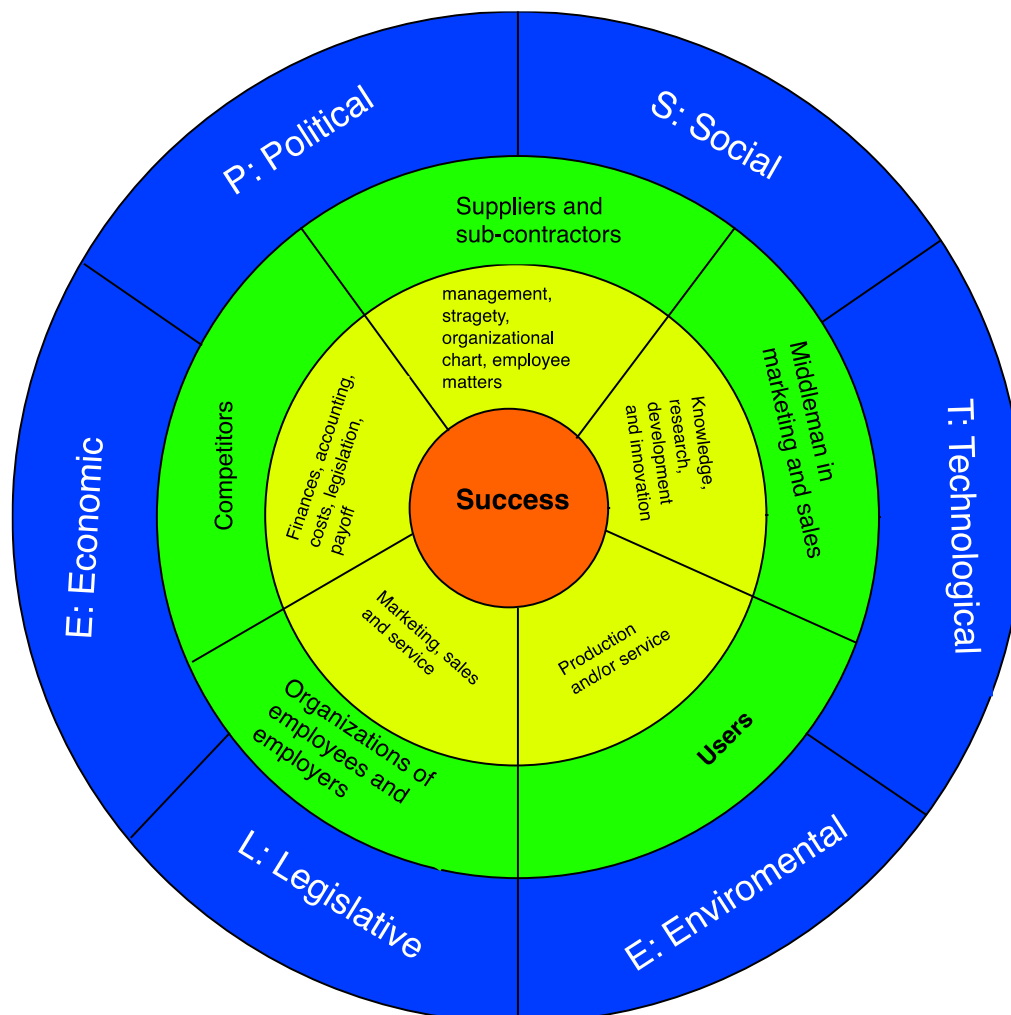 P: Political
S: Social
T: Technological
E: Enviromental
L: Legislative
E: Economic
Suppliers and
sub-contractors
Middleman in
marketing and sales
Users
Organizations of
employees and
employers
Competitors
management,
stragety,
organizational
chart, employee
matters
Knowledge,
research,
development
and innovation
Production
and/or service
Marketing, sales
and service
Finances, accounting,
costs, legislation,
payoff
Success